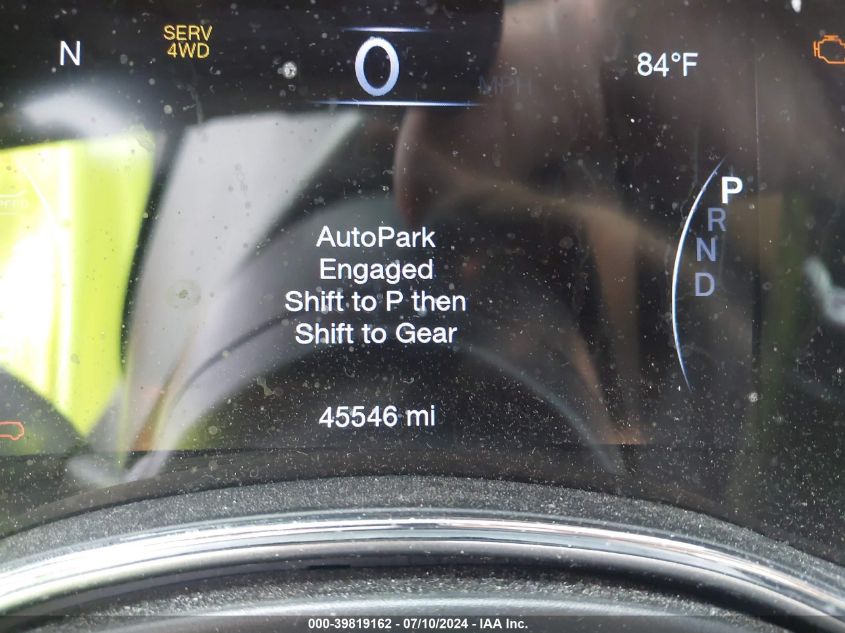 N
SERV
4WD
0
MPH
84°F
P
R
N
D
AutoPark
Engaged
Shift to P then
Shift to Gear
45546 mi
000-39819162 - 07/10/2024 - IAA Inc.